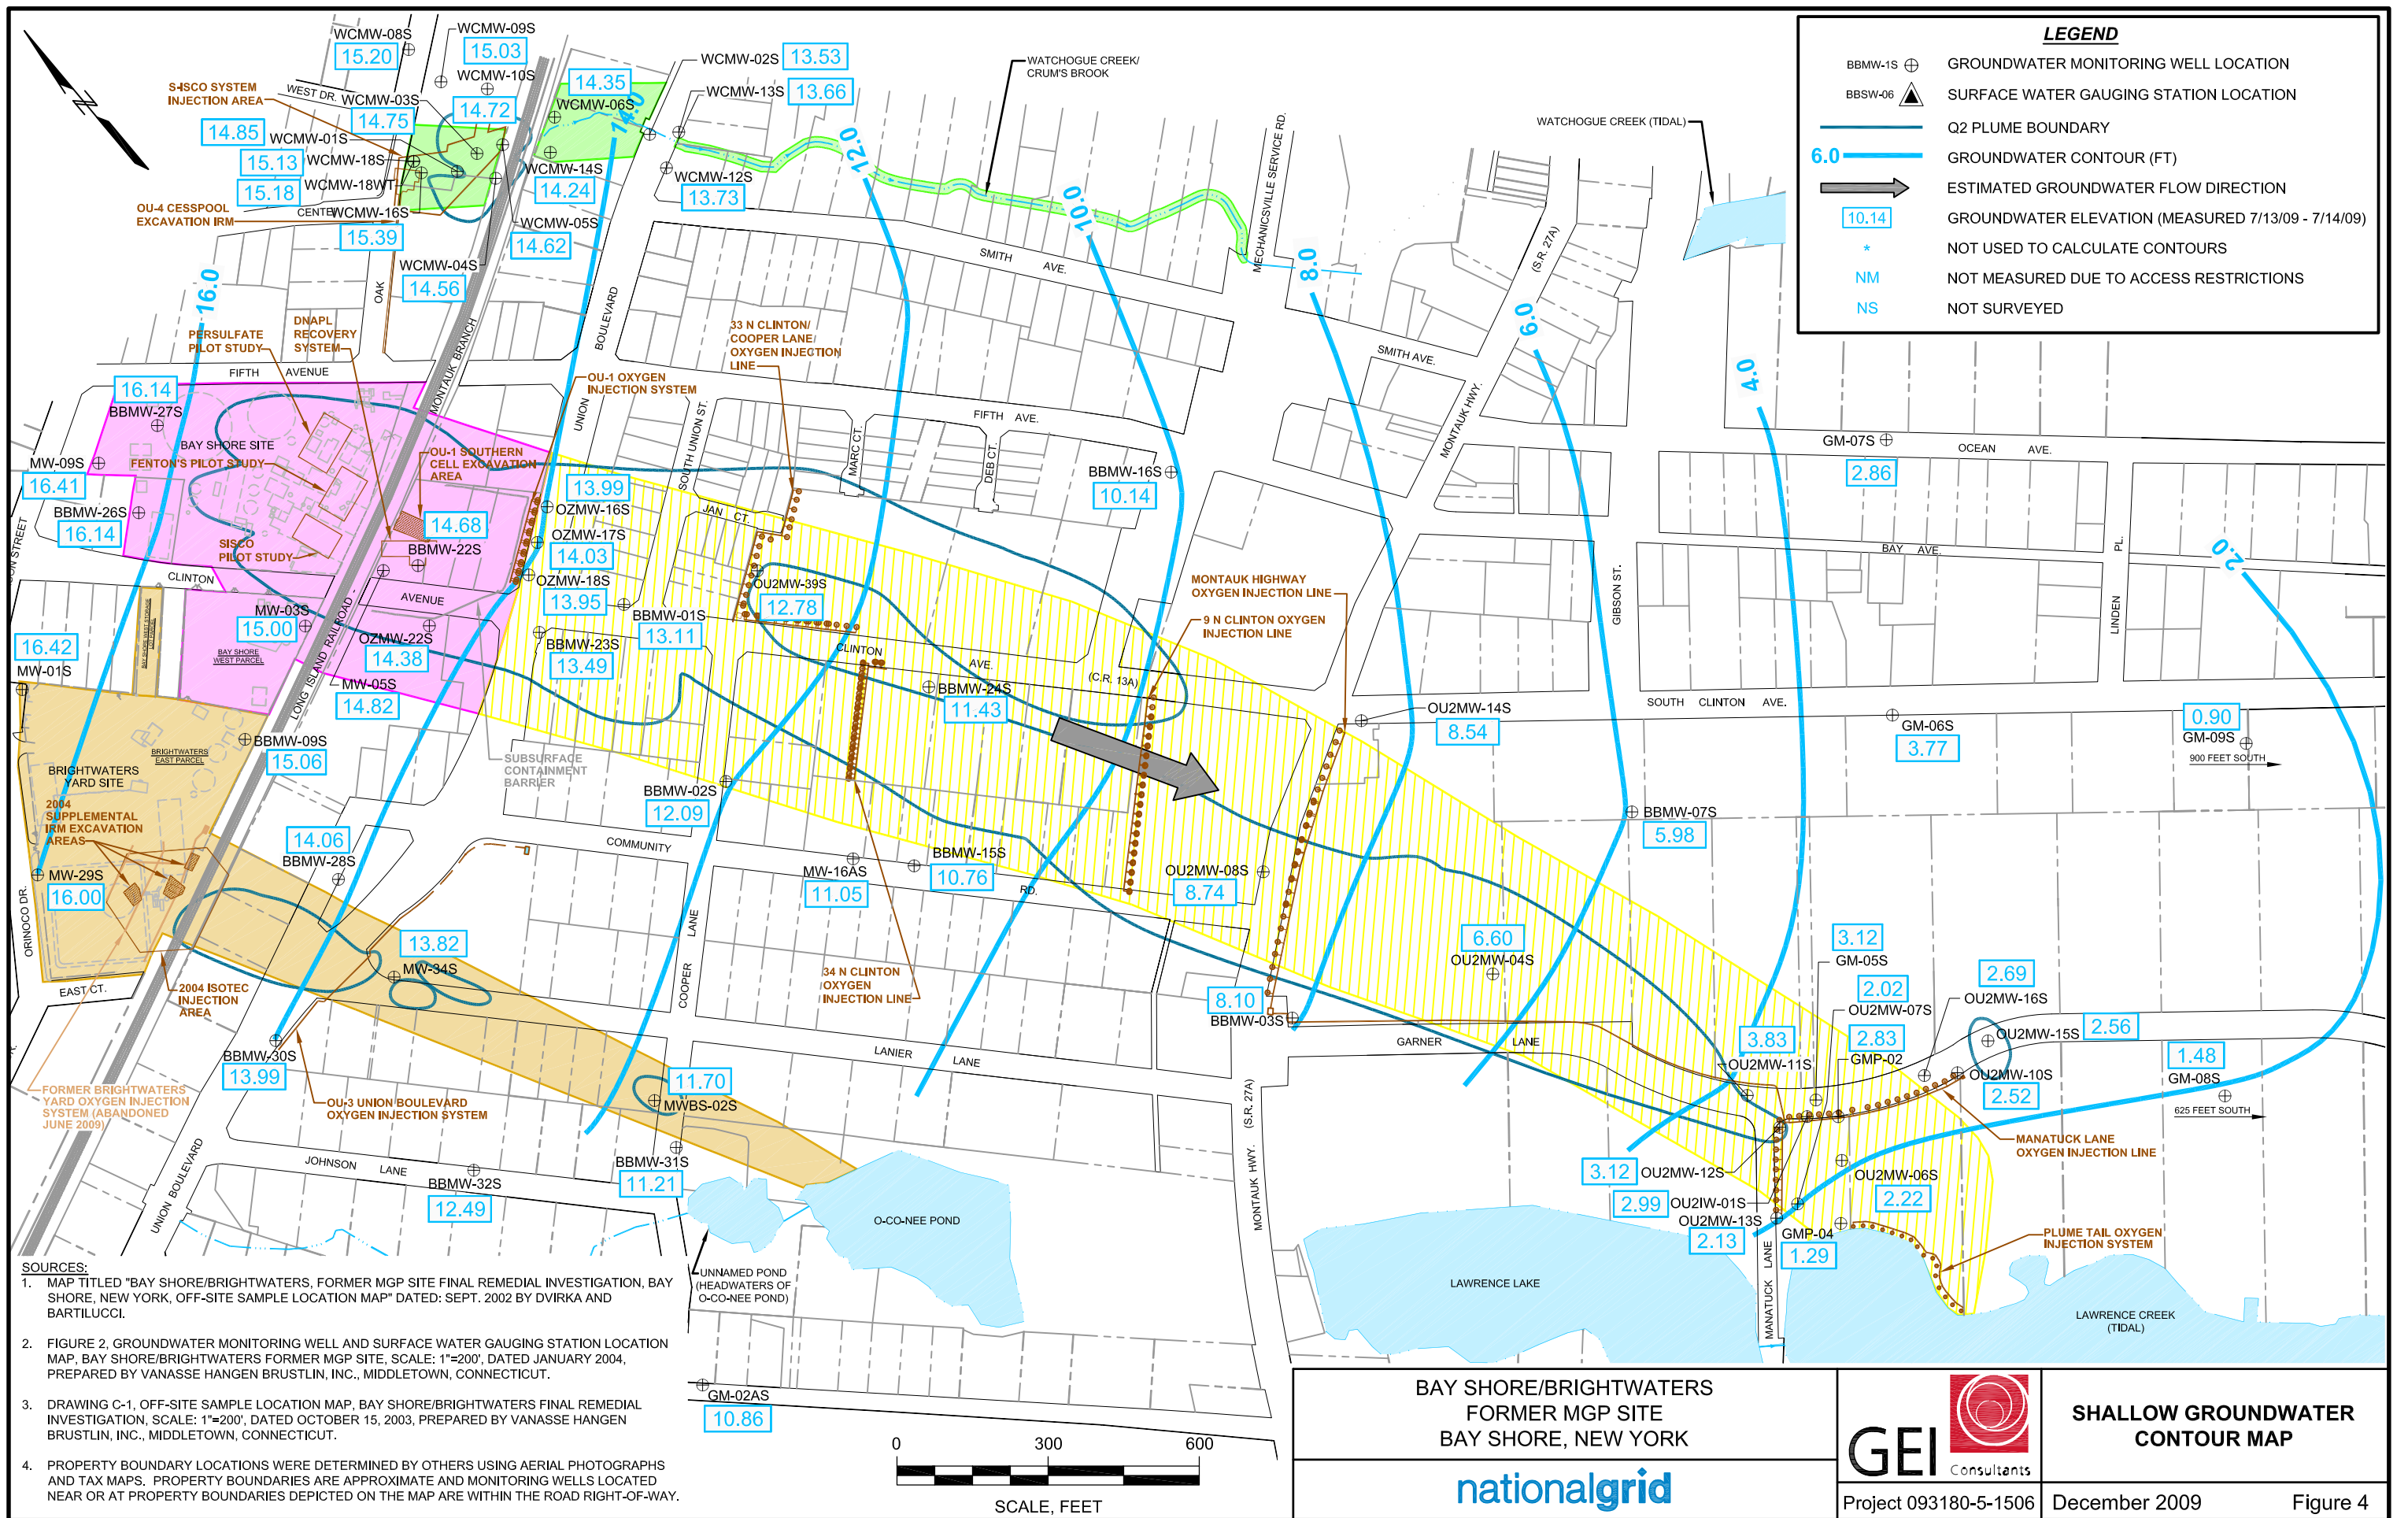 WCMW-08S
15.20
WCMW-09S
15.03
WCMW-10S
14.72
S-ISCO SYSTEM
INJECTION AREA
WEST DR.
WCMW-03S
14.75
14.85
WCMW-01S
15.13
WCMW-18S
15.18
WCMW-18WT
OU-4 CESSPOOL
EXCAVATION IRM
CENTE
WCMW-16S
15.39
WCMW-04S
14.56
WCMW-05S
14.62
14.35
WCMW-06S
14.0
WCMW-14S
14.24
WCMW-02S
13.53
WCMW-13S
13.66
WCMW-12S
13.73
WATCHOGUE CREEK/
CRUM'S BROOK
12.0
10.0
MECHANICSVILLE SERVICE RD.
WATCHOGUE CREEK (TIDAL)
LEGEND
BBMW-1S
GROUNDWATER MONITORING WELL LOCATION
BBSW-06
SURFACE WATER GAUGING STATION LOCATION
Q2 PLUME BOUNDARY
6.0
GROUNDWATER CONTOUR (FT)
ESTIMATED GROUNDWATER FLOW DIRECTION
10.14
GROUNDWATER ELEVATION (MEASURED 7/13/09 - 7/14/09)
*
NOT USED TO CALCULATE CONTOURS
NM
NOT MEASURED DUE TO ACCESS RESTRICTIONS
NS
NOT SURVEYED
N
16.0
OAK
SMITH AVE.
8.0
(S.R. 27A)
6.0
SMITH AVE.
MONTAUK HWY.
4.0
PERSULFATE
PILOT STUDY
DNAPL
RECOVERY
SYSTEM
MONTAUK BRANCH
BOULEVARD
33 N CLINTON/
COOPER LANE
OXYGEN INJECTION
LINE
FIFTH AVENUE
16.14
BBMW-27S
BAY SHORE SITE
OU-1 OXYGEN
INJECTION SYSTEM
UNION
SOUTH UNION ST.
FIFTH AVE.
MARC CT.
DEB CT.
MW-09S
16.41
FENTON'S PILOT STUDY
OU-1 SOUTHERN
CELL EXCAVATION
AREA
BBMW-26S
16.14
14.68
BBMW-22S
SISCO
PILOT STUDY
13.99
OZMW-16S
OZMW-17S
14.03
OZMW-18S
13.95
JAN CT.
BBMW-16S
10.14
GM-07S
2.86
OCEAN AVE.
BAY AVE.
PL.
LINDEN
2.0
GIBSON ST.
CLINTON
AVENUE
BAY SHORE
WEST PARCEL
MW-03S
15.00
OZMW-22S
14.38
MW-05S
14.82
BBMW-01S
13.11
BBMW-23S
13.49
OU2MW-39S
12.78
MONTAUK HIGHWAY
OXYGEN INJECTION LINE
9 N CLINTON OXYGEN
INJECTION LINE
CLINTON AVE.
(C.R. 13A)
BBMW-24S
11.43
16.42
MW-01S
BRIGHTWATERS
EAST PARCEL
BRIGHTWATERS
YARD SITE
BBMW-09S
15.06
LONG ISLAND RAILROAD -
SUBSURFACE
CONTAINMENT
BARRIER
OU2MW-14S
8.54
SOUTH CLINTON AVE.
GM-06S
3.77
0.90
GM-09S
900 FEET SOUTH
2004
SUPPLEMENTAL
IRM EXCAVATION
AREAS
14.06
BBMW-28S
BBMW-02S
12.09
COMMUNITY
RD.
MW-16AS
11.05
BBMW-15S
10.76
OU2MW-08S
8.74
BBMW-07S
5.98
MW-29S
16.00
ORINOCO DR.
EAST CT.
2004 ISOTEC
INJECTION
AREA
13.82
MW-34S
COOPER LANE
34 N CLINTON
OXYGEN
INJECTION LINE
8.10
BBMW-03S
6.60
OU2MW-04S
3.12
GM-05S
2.02
OU2MW-07S
2.69
OU2MW-16S
2.83
GMP-02
OU2MW-15S
2.56
3.83
OU2MW-11S
OU2MW-10S
2.52
1.48
GM-08S
625 FEET SOUTH
LANIER LANE
GARNER LANE
BBMW-30S
13.99
FORMER BRIGHTWATERS
YARD OXYGEN INJECTION
SYSTEM (ABANDONED
JUNE 2009)
OU-3 UNION BOULEVARD
OXYGEN INJECTION SYSTEM
11.70
MWBS-02S
BBMW-31S
11.21
JOHNSON LANE
BBMW-32S
12.49
UNION BOULEVARD
O-CO-NEE POND
UNNAMED POND
(HEADWATERS OF
O-CO-NEE POND)
MONTAUK HWY. (S.R. 27A)
MANATUCK LANE
OXYGEN INJECTION LINE
3.12
OU2MW-12S
2.99
OU2IW-01S
OU2MW-13S
2.13
OU2MW-06S
2.22
GMP-04
1.29
PLUME TAIL OXYGEN
INJECTION SYSTEM
LAWRENCE LAKE
MANATUCK LANE
LAWRENCE CREEK
(TIDAL)
GM-02AS
10.86
SOURCES:
1. MAP TITLED "BAY SHORE/BRIGHTWATERS, FORMER MGP SITE FINAL REMEDIAL INVESTIGATION, BAY
SHORE, NEW YORK, OFF-SITE SAMPLE LOCATION MAP" DATED: SEPT. 2002 BY DVIRKA AND
BARTILUCCI.
2. FIGURE 2, GROUNDWATER MONITORING WELL AND SURFACE WATER GAUGING STATION LOCATION
MAP, BAY SHORE/BRIGHTWATERS FORMER MGP SITE, SCALE: 1"=200', DATED JANUARY 2004,
PREPARED BY VANASSE HANGEN BRUSTLIN, INC., MIDDLETOWN, CONNECTICUT.
3. DRAWING C-1, OFF-SITE SAMPLE LOCATION MAP, BAY SHORE/BRIGHTWATERS FINAL REMEDIAL
INVESTIGATION, SCALE: 1"=200', DATED OCTOBER 15, 2003, PREPARED BY VANASSE HANGEN
BRUSTLIN, INC., MIDDLETOWN, CONNECTICUT.
4. PROPERTY BOUNDARY LOCATIONS WERE DETERMINED BY OTHERS USING AERIAL PHOTOGRAPHS
AND TAX MAPS. PROPERTY BOUNDARIES ARE APPROXIMATE AND MONITORING WELLS LOCATED
NEAR OR AT PROPERTY BOUNDARIES DEPICTED ON THE MAP ARE WITHIN THE ROAD RIGHT-OF-WAY.
0 300 600
SCALE, FEET
BAY SHORE/BRIGHTWATERS
FORMER MGP SITE
BAY SHORE, NEW YORK
nationalgrid
GEI Consultants
Project 093180-5-1506
SHALLOW GROUNDWATER
CONTOUR MAP
December 2009
Figure 4